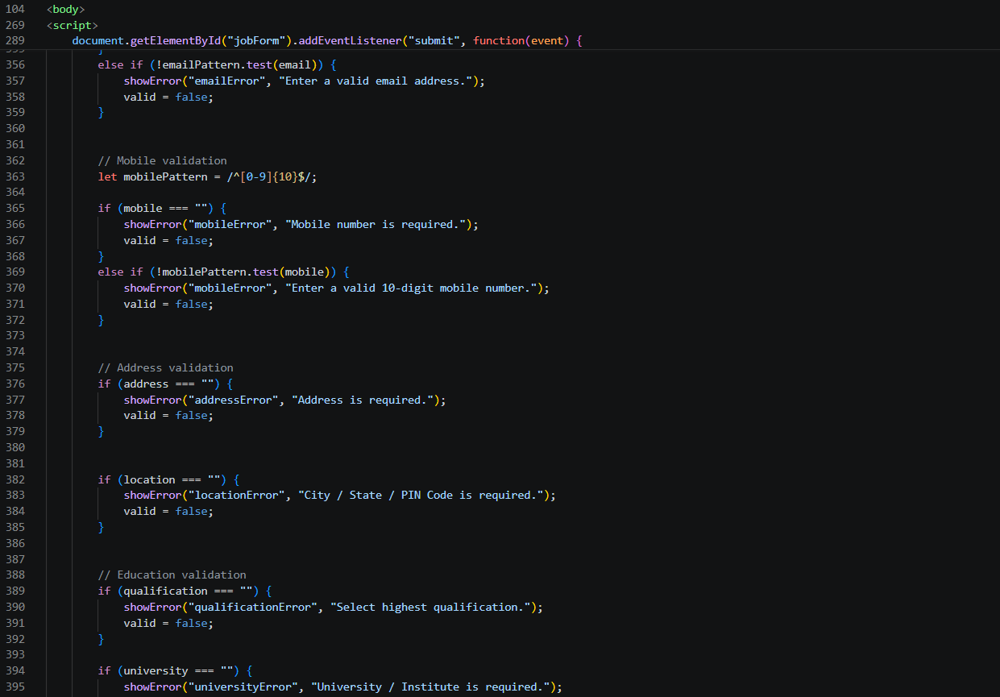 104 <body>
269 <script>
289 document.getElementById("jobForm").addEventListener("submit", function(event) {
355 }
356 else if (!emailPattern.test(email)) {
357 showError("emailError", "Enter a valid email address.");
358 valid = false;
359 }
360
361
362 // Mobile validation
363 let mobilePattern = /^[0-9]{10}$/;
364
365 if (mobile === "") {
366 showError("mobileError", "Mobile number is required.");
367 valid = false;
368 }
369 else if (!mobilePattern.test(mobile)) {
370 showError("mobileError", "Enter a valid 10-digit mobile number.");
371 valid = false;
372 }
373
374
375 // Address validation
376 if (address === "") {
377 showError("addressError", "Address is required.");
378 valid = false;
379 }
380
381
382 if (location === "") {
383 showError("locationError", "City / State / PIN Code is required.");
384 valid = false;
385 }
386
387
388 // Education validation
389 if (qualification === "") {
390 showError("qualificationError", "Select highest qualification.");
391 valid = false;
392 }
393
394 if (university === "") {
395 showError("universityError", "University / Institute is required.");